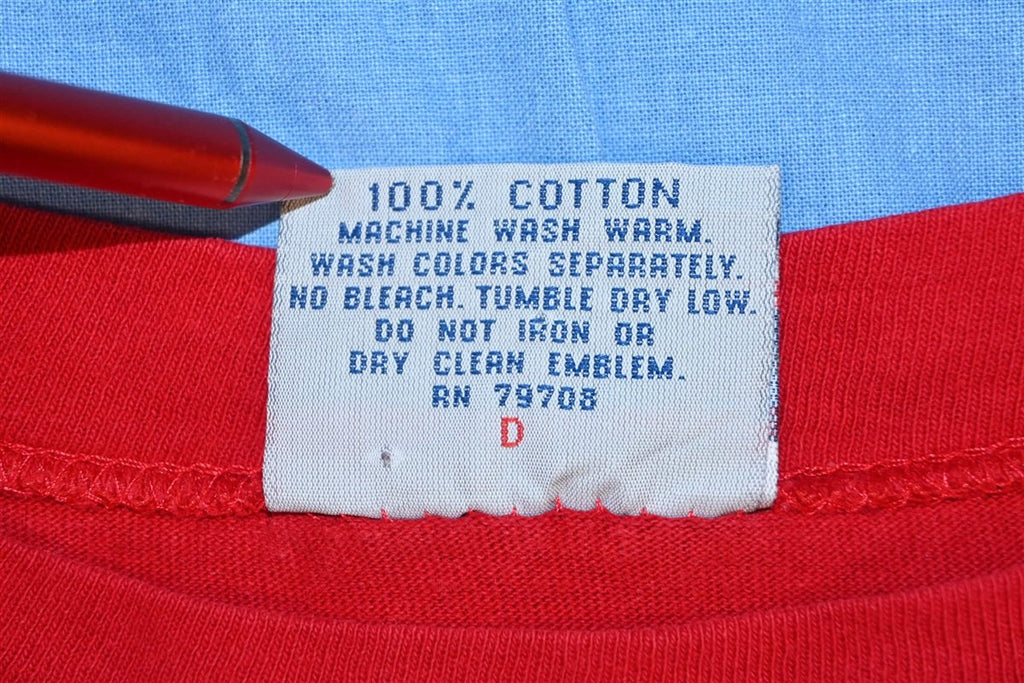 100% COTTON
MACHINE WASH WARM.
WASH COLORS SEPARATELY.
NO BLEACH. TUMBLE DRY LOW.
DO NOT IRON OR
DRY CLEAN EMBLEM.
RN 79708
D